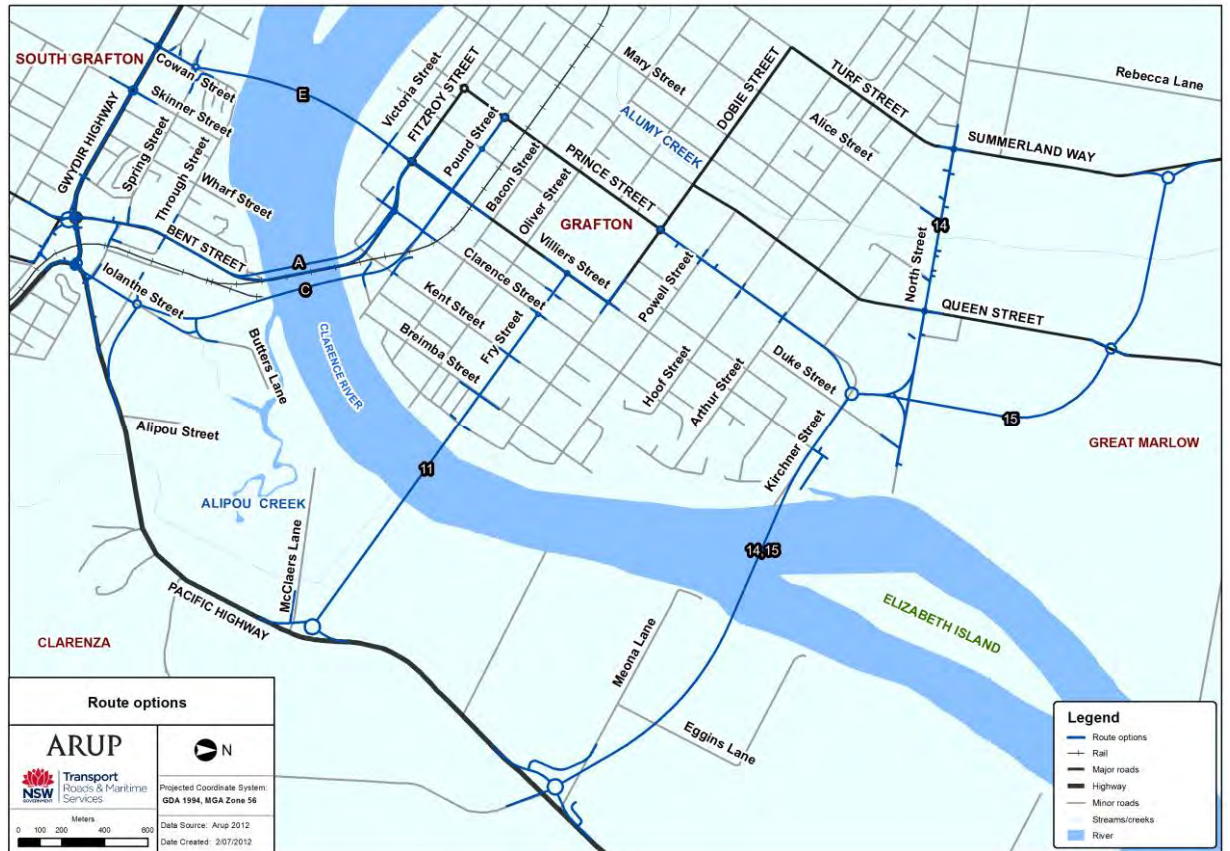 SOUTH GRAFTON
Cowan Street
Skinner Street
GWYDIR HIGHWAY
Spring Street
Through Street
Wharf Street
BENT STREET
Iolanthe Street
Butters Lane
E
A
C
CLARENCE RIVER
Victoria Street
FITZROY STREET
Pound Street
Bacon Street
Oliver Street
PRINCE STREET
Mary Street
ALUMY CREEK
DOBIE STREET
TURF STREET
Alice Street
Rebecca Lane
SUMMERLAND WAY
14
North Street
QUEEN STREET
GRAFTON
Villiers Street
Clarence Street
Kent Street
Breimba Street
Fry Street
Powell Street
Hoof Street
Arthur Street
Duke Street
Kirchner Street
15
GREAT MARLOW
11
14,15
Alipou Street
ALIPOU CREEK
McClaers Lane
PACIFIC HIGHWAY
CLARENZA
Meona Lane
Eggins Lane
ELIZABETH ISLAND
Route options
ARUP
NSW
GOVERNMENT
Transport
Roads & Maritime
Services
Meters
0 100 200 400 600
N
Projected Coordinate System:
GDA 1994, MGA Zone 56
Data Source: Arup 2012
Date Created: 2/07/2012
Legend
Route options
Rail
Major roads
Highway
Minor roads
Streams/creeks
River